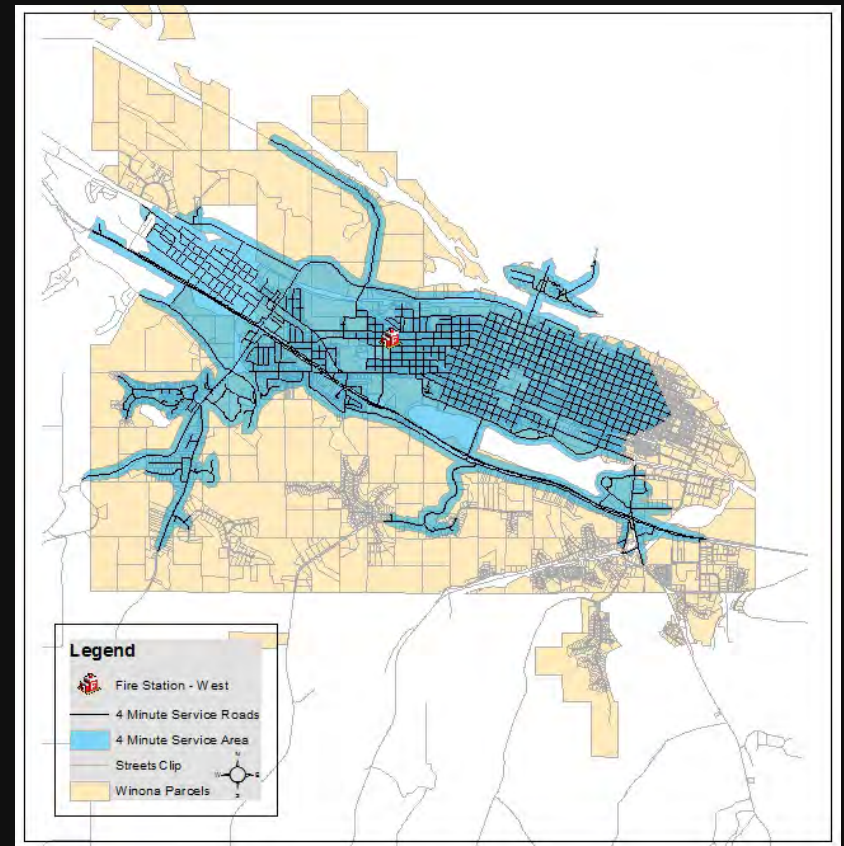 Legend
Fire Station - West
4 Minute Service Roads
4 Minute Service Area
Streets Clip
Winona Parcels
N
W E
S